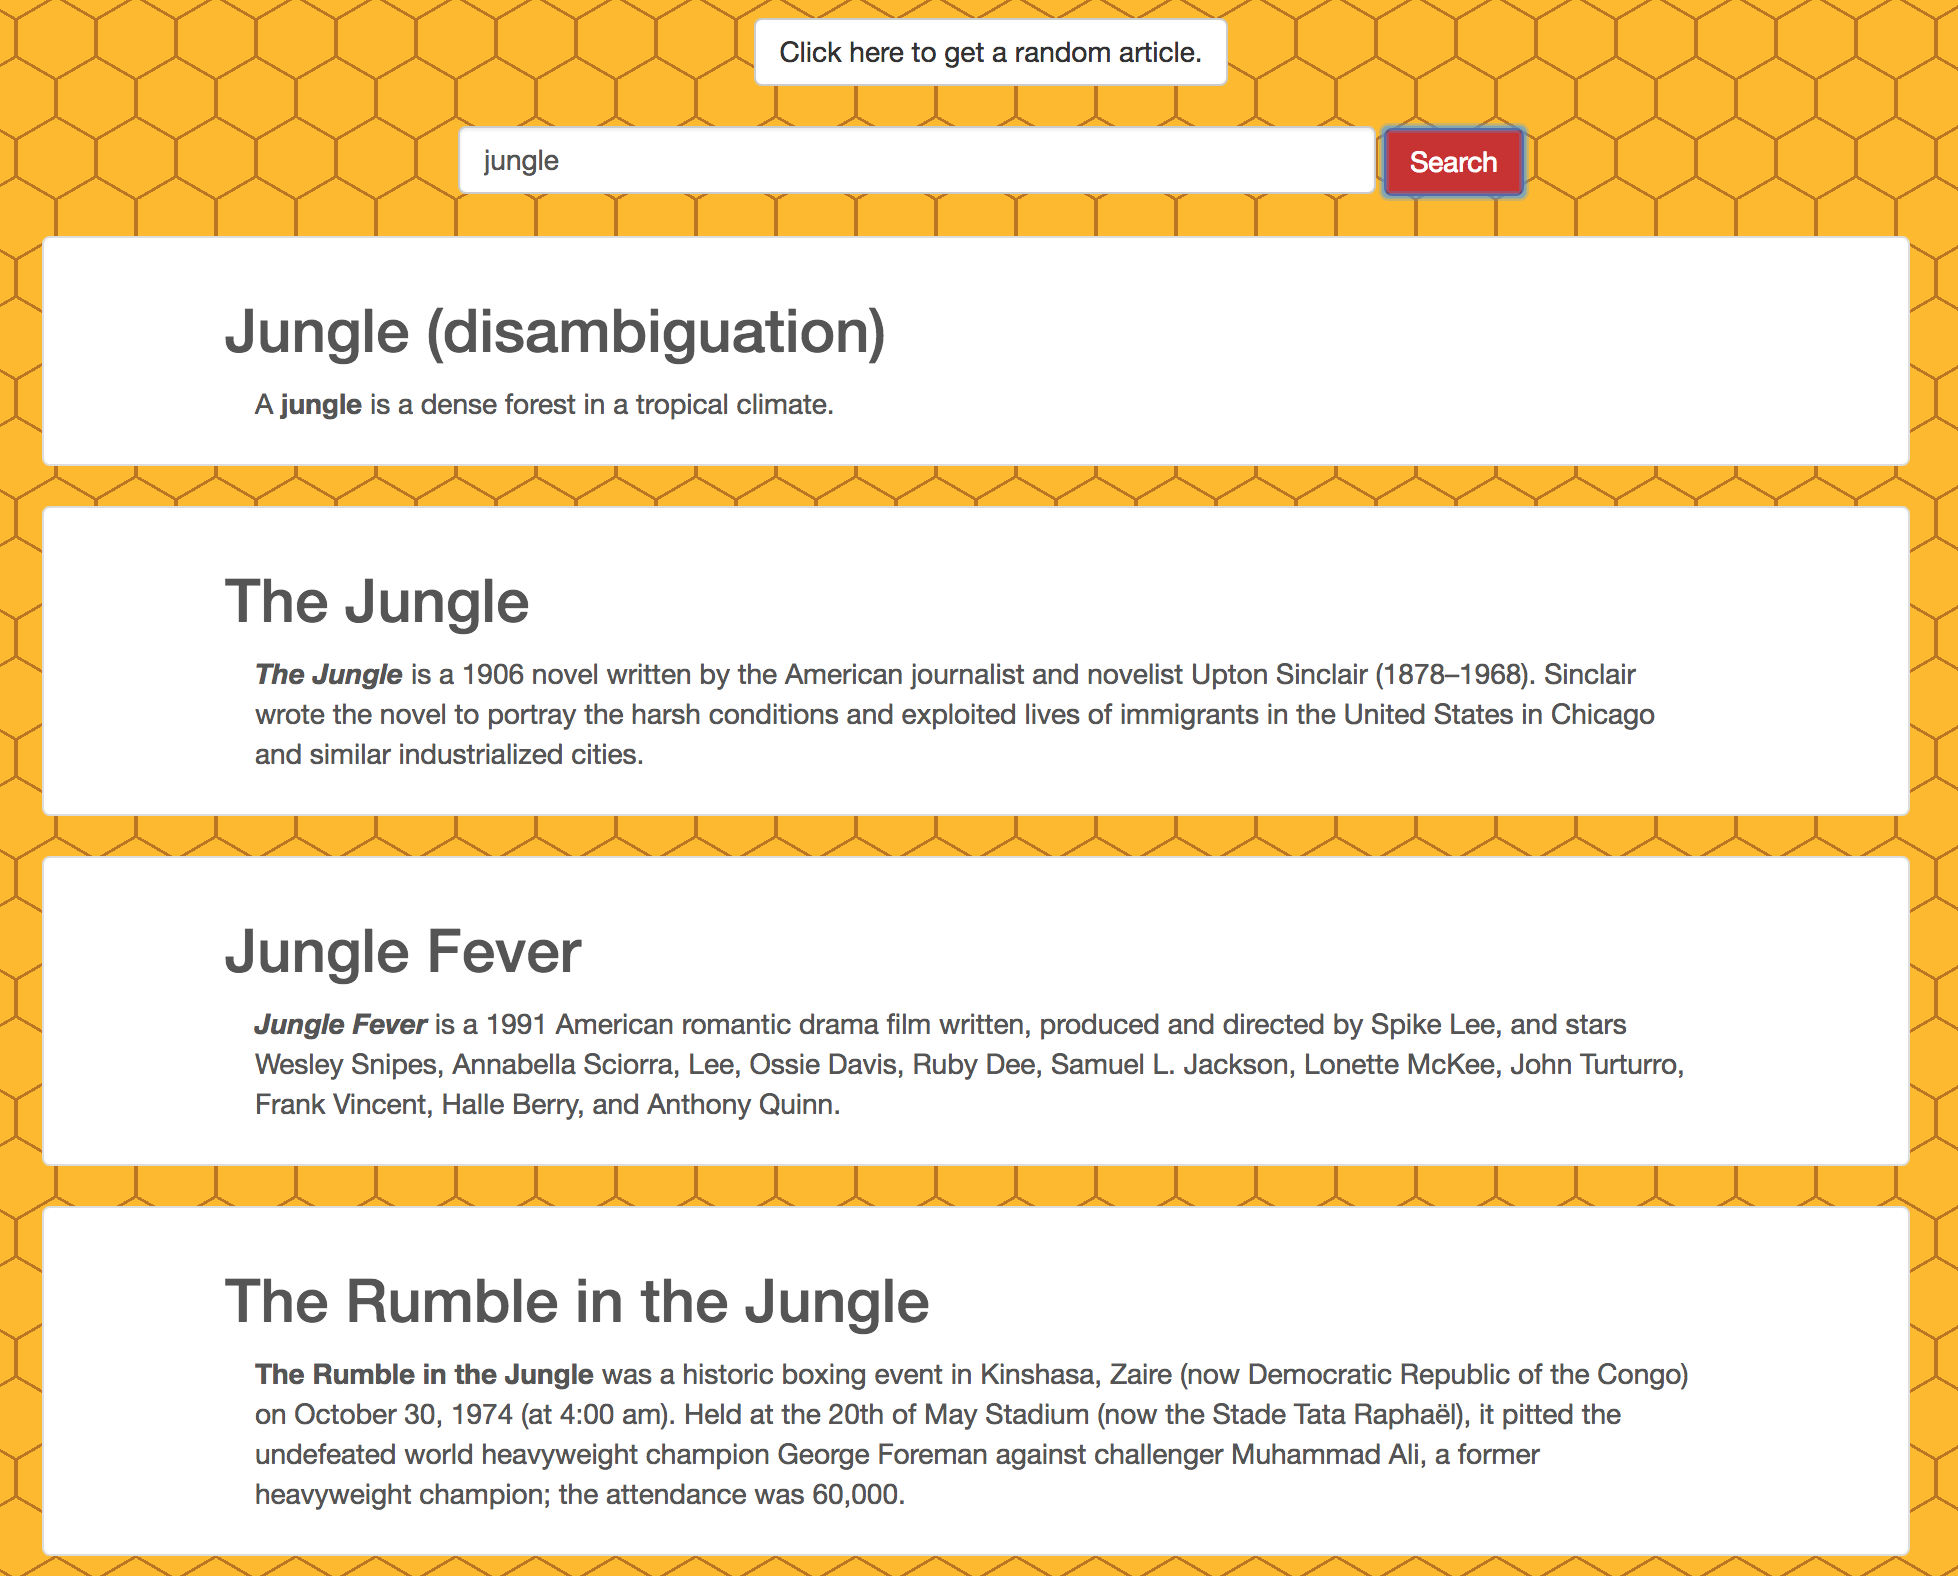 Click here to get a random article.
jungle
Search
Jungle (disambiguation)
A jungle is a dense forest in a tropical climate.
The Jungle
The Jungle is a 1906 novel written by the American journalist and novelist Upton Sinclair (1878–1968). Sinclair
wrote the novel to portray the harsh conditions and exploited lives of immigrants in the United States in Chicago
and similar industrialized cities.
Jungle Fever
Jungle Fever is a 1991 American romantic drama film written, produced and directed by Spike Lee, and stars
Wesley Snipes, Annabella Sciorra, Lee, Ossie Davis, Ruby Dee, Samuel L. Jackson, Lonette McKee, John Turturro,
Frank Vincent, Halle Berry, and Anthony Quinn.
The Rumble in the Jungle
The Rumble in the Jungle was a historic boxing event in Kinshasa, Zaire (now Democratic Republic of the Congo)
on October 30, 1974 (at 4:00 am). Held at the 20th of May Stadium (now the Stade Tata Raphaël), it pitted the
undefeated world heavyweight champion George Foreman against challenger Muhammad Ali, a former
heavyweight champion; the attendance was 60,000.